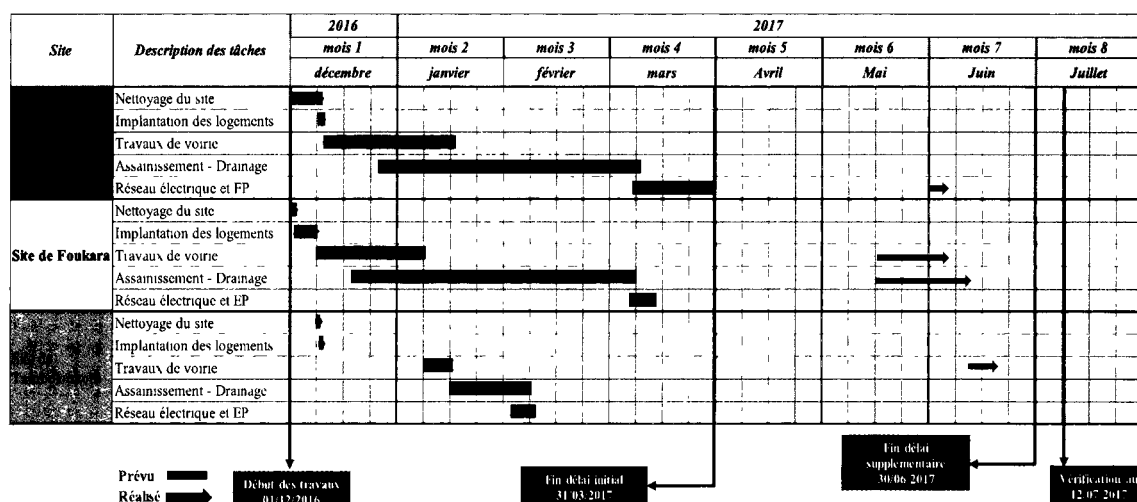 2016 2017
Site Description des tâches mois 1 mois 2 mois 3 mois 4 mois 5 mois 6 mois 7 mois 8
décembre janvier février mars Avril Mai Juin Juillet
Nettoyage du site
Implantation des logements
Travaux de voirie
Assainissement - Drainage
Réseau électrique et FP
Nettoyage du site
Implantation des logements
Site de Foukara Travaux de voirie
Assainissement - Drainage
Réseau électrique et EP
Nettoyage du site
Implantation des logements
Travaux de voirie
Assainissement - Drainage
Réseau électrique et EP
Prévu
Réalisé
Début des travaux
01/12/2016
Fin délai initial
31/03/2017
Fin délai
supplementaire
30/06/2017
Vérification au
12/07/2017